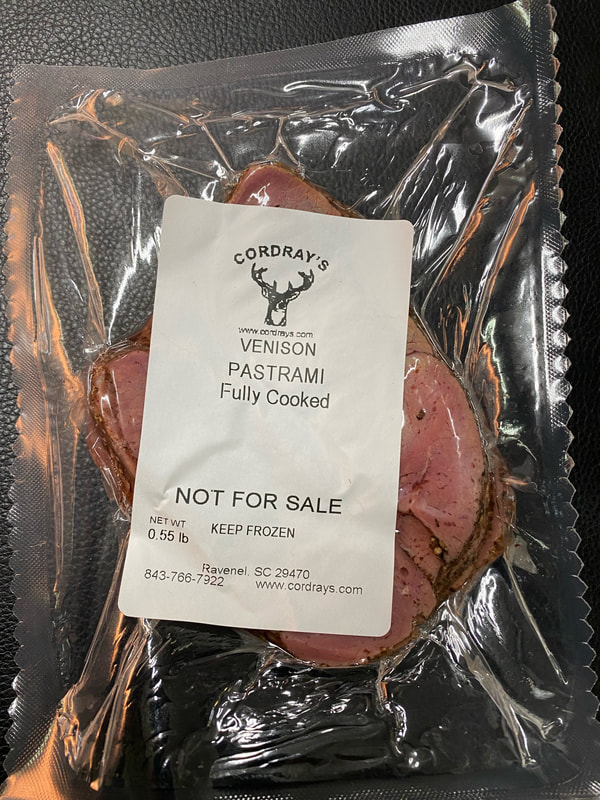 CORDRAY'S
www.cordrays.com
VENISON
PASTRAMI
Fully Cooked
NOT FOR SALE
NET WT
0.55 lb
KEEP FROZEN
Ravenel, SC 29470
843-766-7922 www.cordrays.com